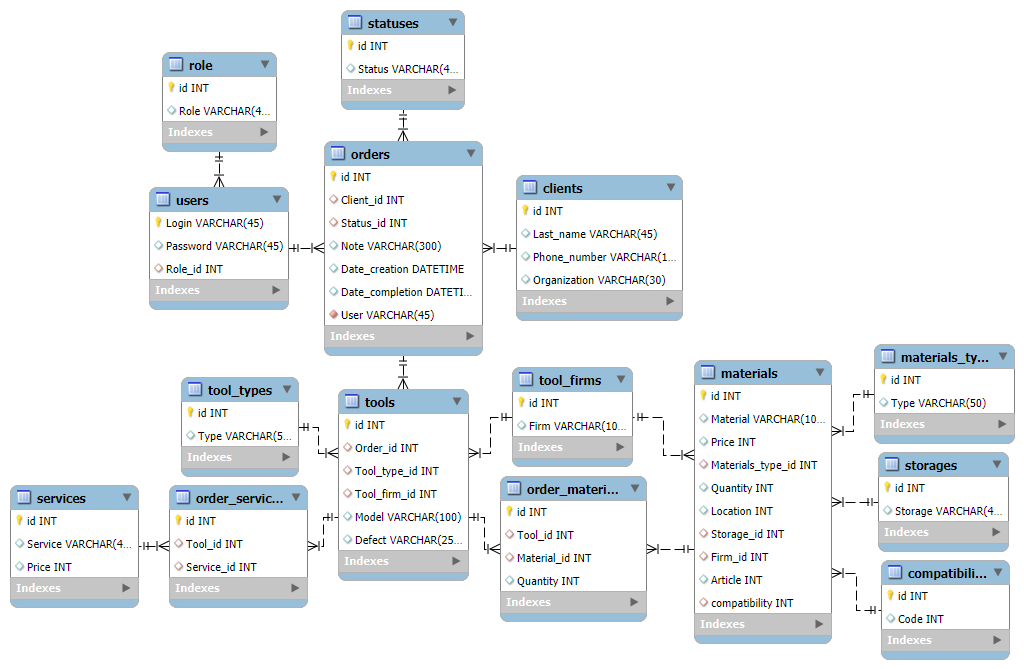 statuses
id INT
Status VARCHAR(4...
Indexes
role
id INT
Role VARCHAR(4...
Indexes
users
Login VARCHAR(45)
Password VARCHAR(45)
Role_id INT
Indexes
orders
id INT
Client_id INT
Status_id INT
Note VARCHAR(300)
Date_creation DATETIME
Date_completion DATETI...
User VARCHAR(45)
Indexes
clients
id INT
Last_name VARCHAR(45)
Phone_number VARCHAR(1...
Organization VARCHAR(30)
Indexes
tool_types
id INT
Type VARCHAR(5...
Indexes
tools
id INT
Order_id INT
Tool_type_id INT
Tool_firm_id INT
Model VARCHAR(100)
Defect VARCHAR(25...
Indexes
tool_firms
id INT
Firm VARCHAR(10...
Indexes
materials
id INT
Material VARCHAR(10...
Price INT
Materials_type_id INT
Quantity INT
Location INT
Storage_id INT
Firm_id INT
Article INT
compatibility INT
Indexes
materials_ty...
id INT
Type VARCHAR(50)
Indexes
storages
id INT
Storage VARCHAR(4...
Indexes
compatibili...
id INT
Code INT
Indexes
services
id INT
Service VARCHAR(4...
Price INT
Indexes
order_servic...
id INT
Tool_id INT
Service_id INT
Indexes
order_materi...
id INT
Tool_id INT
Material_id INT
Quantity INT
Indexes